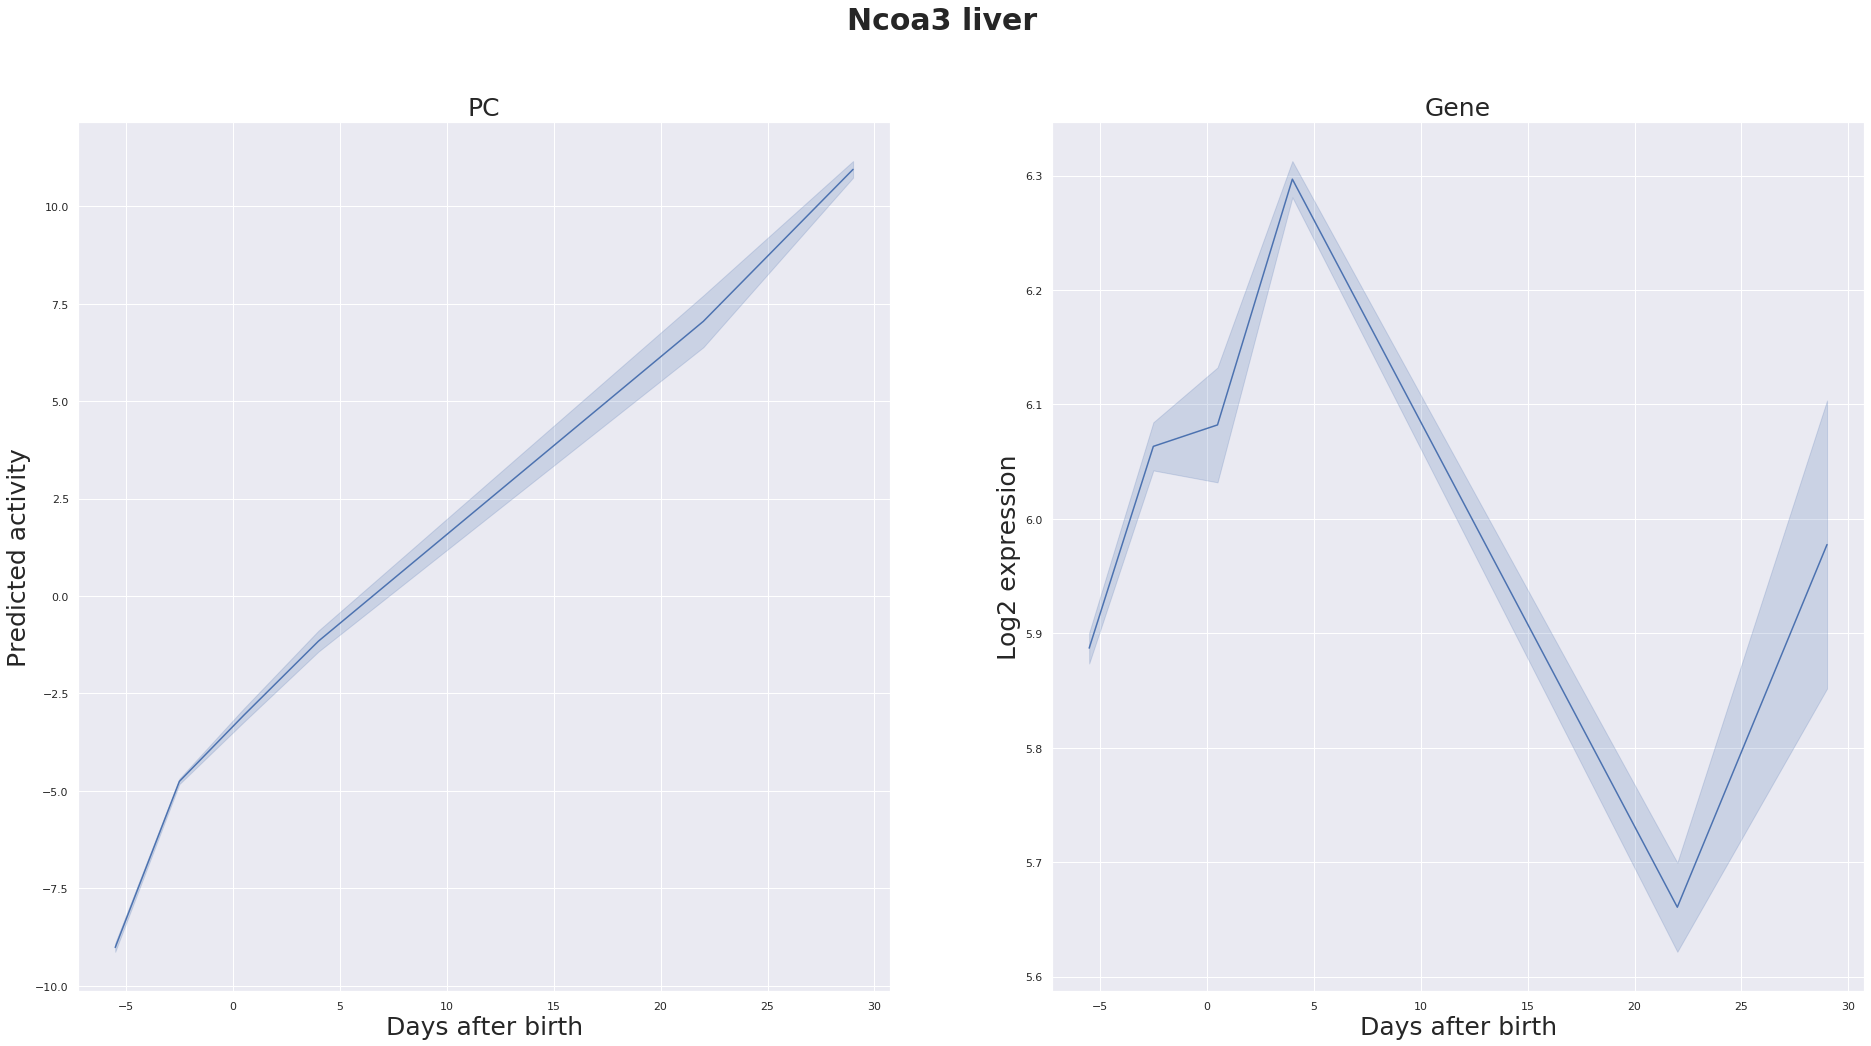 Ncoa3 liver
PC
Predicted activity
10.0
7.5
5.0
2.5
0.0
−2.5
−5.0
−7.5
−10.0
−5 0 5 10 15 20 25 30
Days after birth
Gene
Log2 expression
6.3
6.2
6.1
6.0
5.9
5.8
5.7
5.6
−5 0 5 10 15 20 25 30
Days after birth